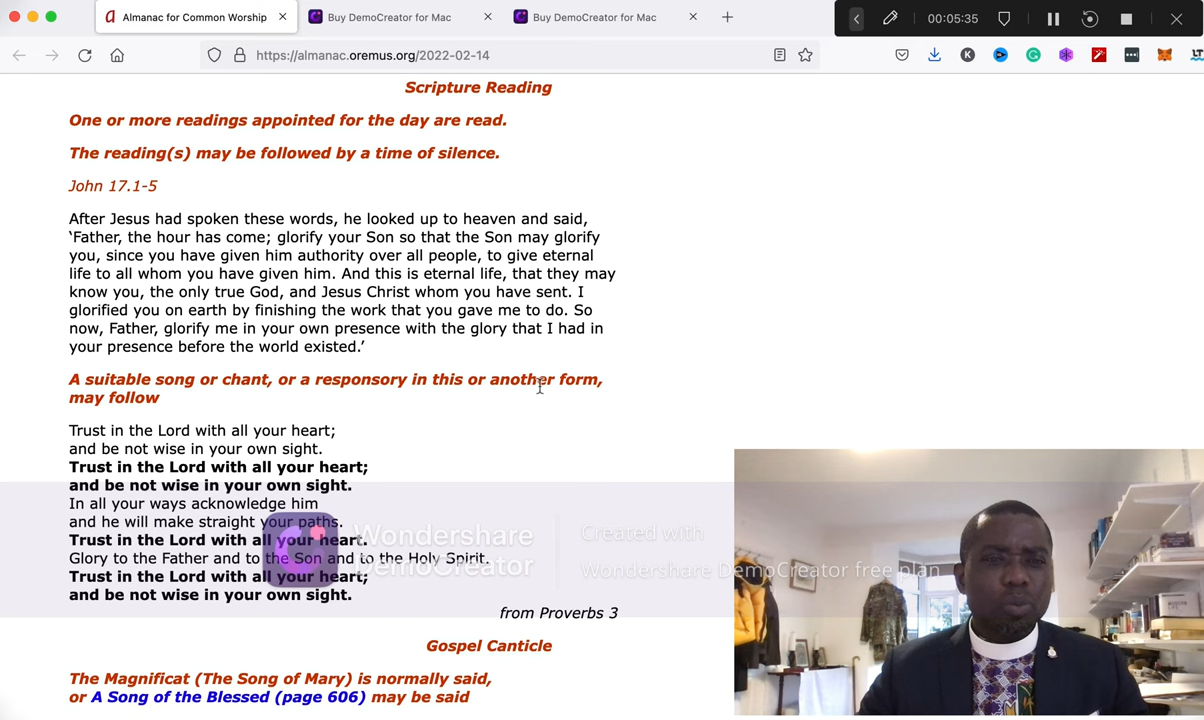 Almanac for Common Worship
Buy DemoCreator for Mac
Buy DemoCreator for Mac
00:05:35
https://almanac.oremus.org/2022-02-14
Scripture Reading
One or more readings appointed for the day are read.
The reading(s) may be followed by a time of silence.
John 17.1-5
After Jesus had spoken these words, he looked up to heaven and said,
‘Father, the hour has come; glorify your Son so that the Son may glorify
you, since you have given him authority over all people, to give eternal
life to all whom you have given him. And this is eternal life, that they may
know you, the only true God, and Jesus Christ whom you have sent. I
glorified you on earth by finishing the work that you gave me to do. So
now, Father, glorify me in your own presence with the glory that I had in
your presence before the world existed.’
A suitable song or chant, or a responsory in this or another form,
may follow
Trust in the Lord with all your heart;
and be not wise in your own sight.
Trust in the Lord with all your heart;
and be not wise in your own sight.
In all your ways acknowledge him
and he will make straight your paths.
Trust in the Lord with all your heart.
Glory to the Father and to the Son and to the Holy Spirit.
Trust in the Lord with all your heart;
and be not wise in your own sight.
Wondershare
DemoCreator
Created with
Wondershare DemoCreator free plan
from Proverbs 3
Gospel Canticle
The Magnificat (The Song of Mary) is normally said,
or A Song of the Blessed (page 606) may be said